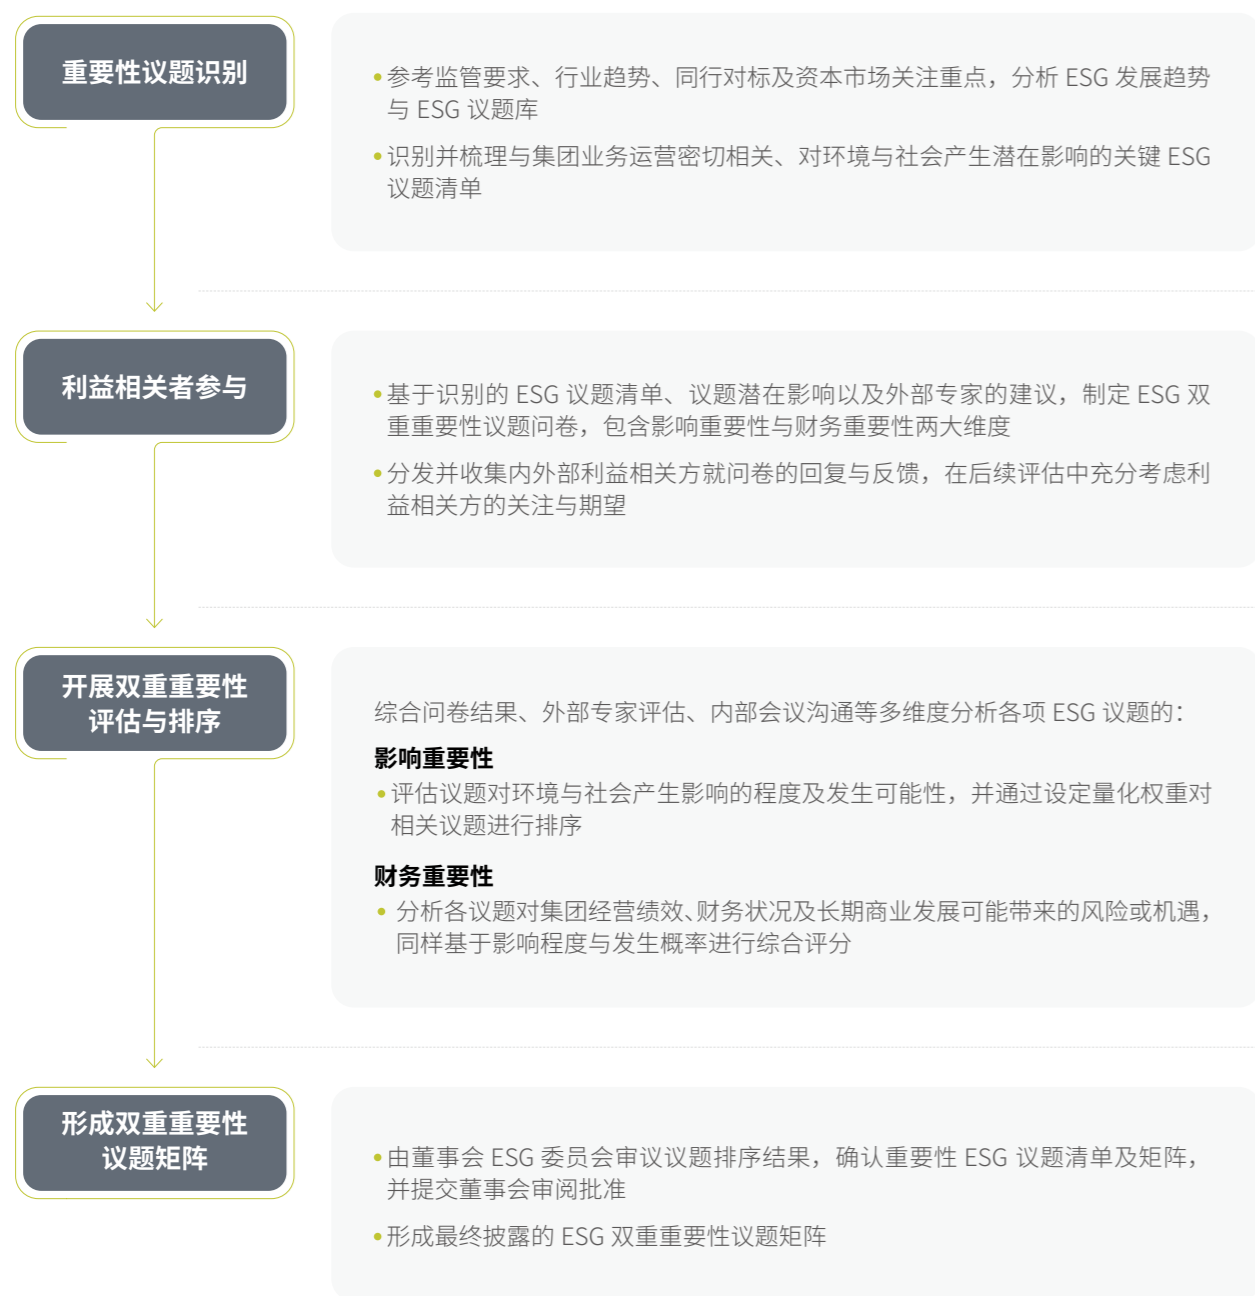 重要性议题识别
•参考监管要求、行业趋势、同行对标及资本市场关注重点，分析 ESG 发展趋势
与 ESG 议题库
•识别并梳理与集团业务运营密切相关、对环境与社会产生潜在影响的关键 ESG
议题清单
利益相关者参与
•基于识别的 ESG 议题清单、议题潜在影响以及外部专家的建议，制定 ESG 双
重重要性议题问卷，包含影响重要性与财务重要性两大维度
•分发并收集内外部利益相关方就问卷的回复与反馈，在后续评估中充分考虑利
益相关方的关注与期望
开展双重重要性
评估与排序
综合问卷结果、外部专家评估、内部会议沟通等多维度分析各项 ESG 议题的：
影响重要性
•评估议题对环境与社会产生影响的程度及发生可能性，并通过设定量化权重对
相关议题进行排序
财务重要性
• 分析各议题对集团经营绩效、财务状况及长期商业发展可能带来的风险或机遇，
同样基于影响程度与发生概率进行综合评分
形成双重重要性
议题矩阵
•由董事会 ESG 委员会审议议题排序结果，确认重要性 ESG 议题清单及矩阵，
并提交董事会审阅批准
•形成最终披露的 ESG 双重重要性议题矩阵